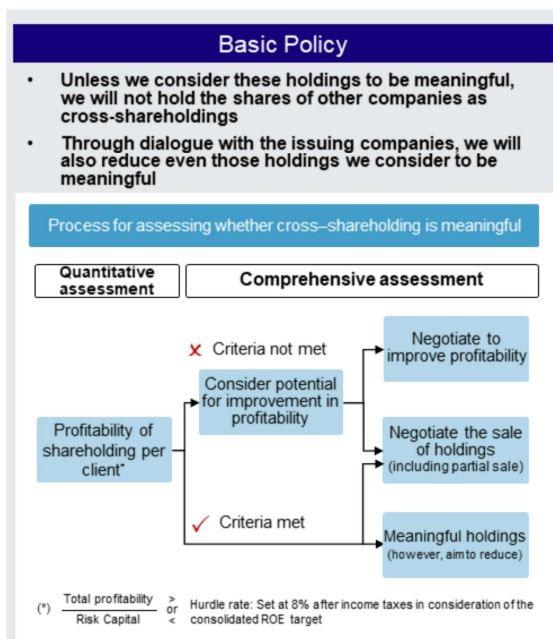 Basic Policy
• Unless we consider these holdings to be meaningful,
we will not hold the shares of other companies as
cross-shareholdings
• Through dialogue with the issuing companies, we will
also reduce even those holdings we consider to be
meaningful
Process for assessing whether cross–shareholding is meaningful
Quantitative
assessment
Comprehensive assessment
✗ Criteria not met
Negotiate to
improve profitability
Consider potential
for improvement in
profitability
Profitability of
shareholding per
client*
Negotiate the sale
of holdings
(including partial sale)
✓ Criteria met
Meaningful holdings
(however, aim to reduce)
(*) Total profitability
Risk Capital
>
or
<
Hurdle rate: Set at 8% after income taxes in consideration of the
consolidated ROE target